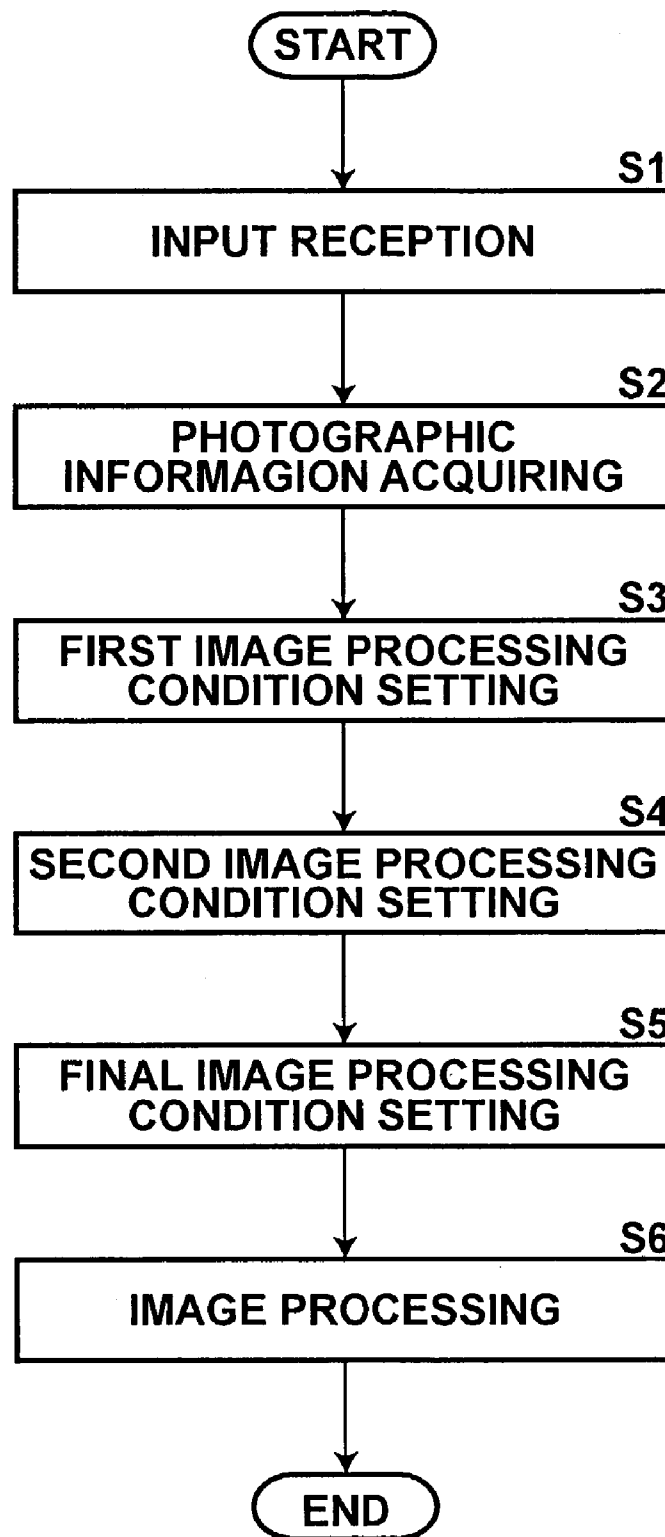 START
S1
INPUT RECEPTION
S2
PHOTOGRAPHIC
INFORMAGION ACQUIRING
S3
FIRST IMAGE PROCESSING
CONDITION SETTING
S4
SECOND IMAGE PROCESSING
CONDITION SETTING
S5
FINAL IMAGE PROCESSING
CONDITION SETTING
S6
IMAGE PROCESSING
END